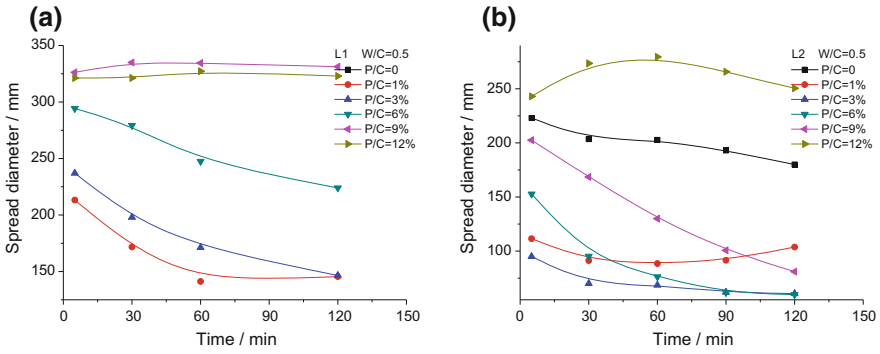 (a)
L1 W/C=0.5
P/C=0
P/C=1%
P/C=3%
P/C=6%
P/C=9%
P/C=12%
350
300
250
200
150
Spread diameter / mm
0 30 60 90 120 150
Time / min
(b)
L2 W/C=0.5
P/C=0
P/C=1%
P/C=3%
P/C=6%
P/C=9%
P/C=12%
250
200
150
100
Spread diameter / mm
0 30 60 90 120 150
Time / min